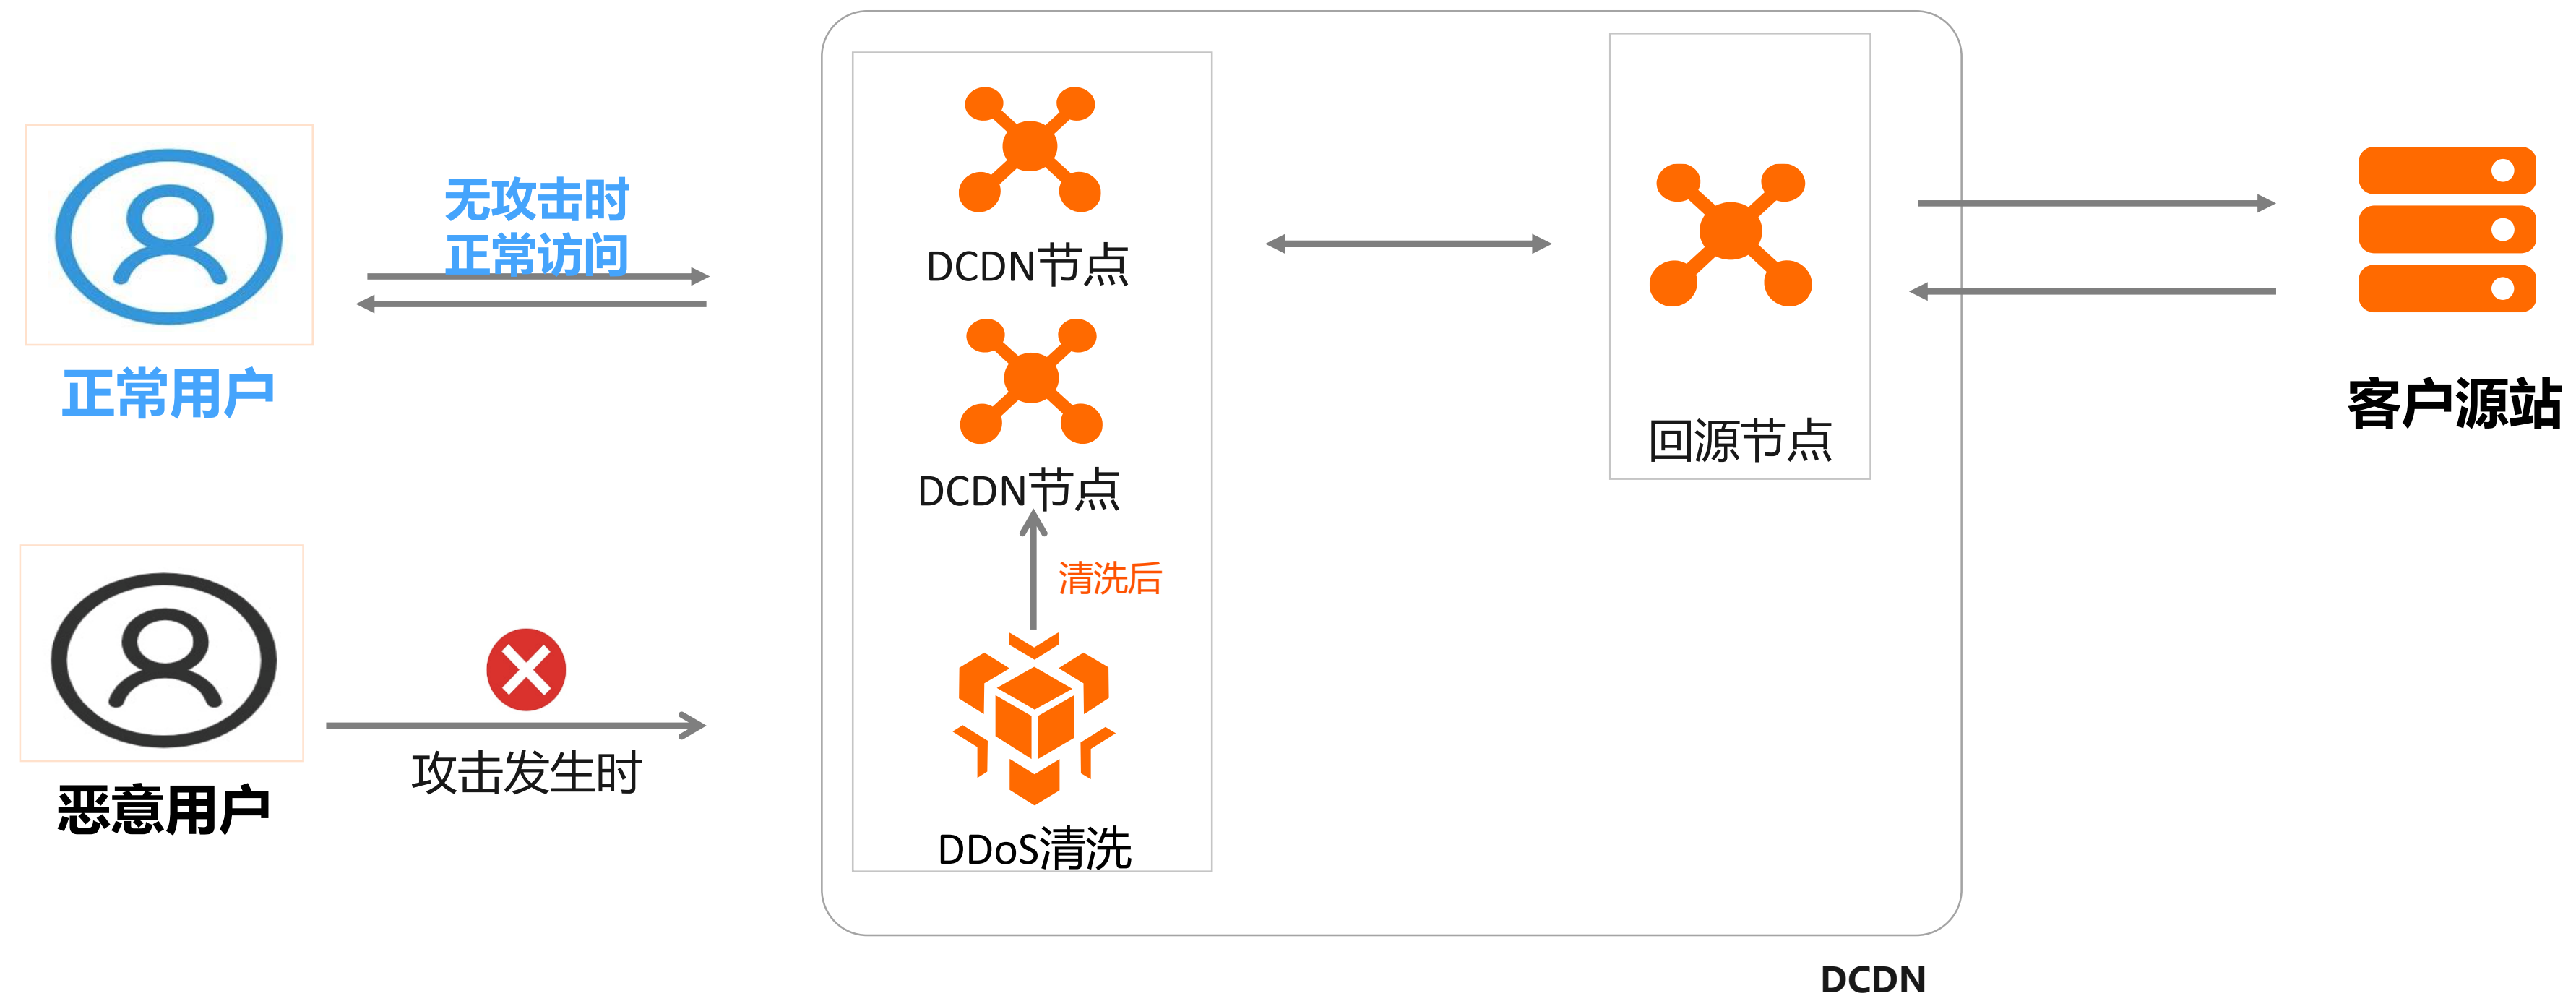 无攻击时
正常访问
正常用户
DCDN节点
DCDN节点
回源节点
客户源站
清洗后
攻击发生时
恶意用户
DDoS清洗
DCDN